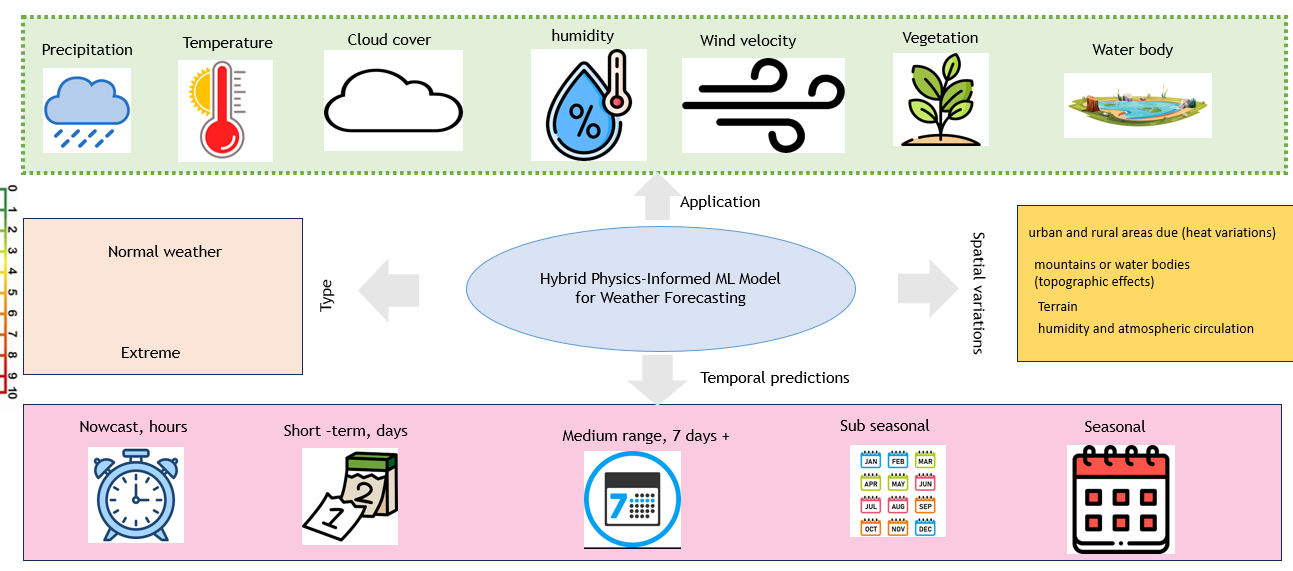 Precipitation
Temperature
Cloud cover
humidity
Wind velocity
Vegetation
Water body
%
Application
0
1
2
3
4
5
6
7
8
9
10
Normal weather
Extreme
Type
Hybrid Physics-Informed ML Model
for Weather Forecasting
Spatial variations
urban and rural areas due (heat variations)
mountains or water bodies
(topographic effects)
Terrain
humidity and atmospheric circulation
Temporal predictions
Nowcast, hours
Short -term, days
1
2
Medium range, 7 days +
7
Sub seasonal
JAN FEB MAR
APR MAY JUN
JUL AUG SEP
OCT NOV DEC
Seasonal